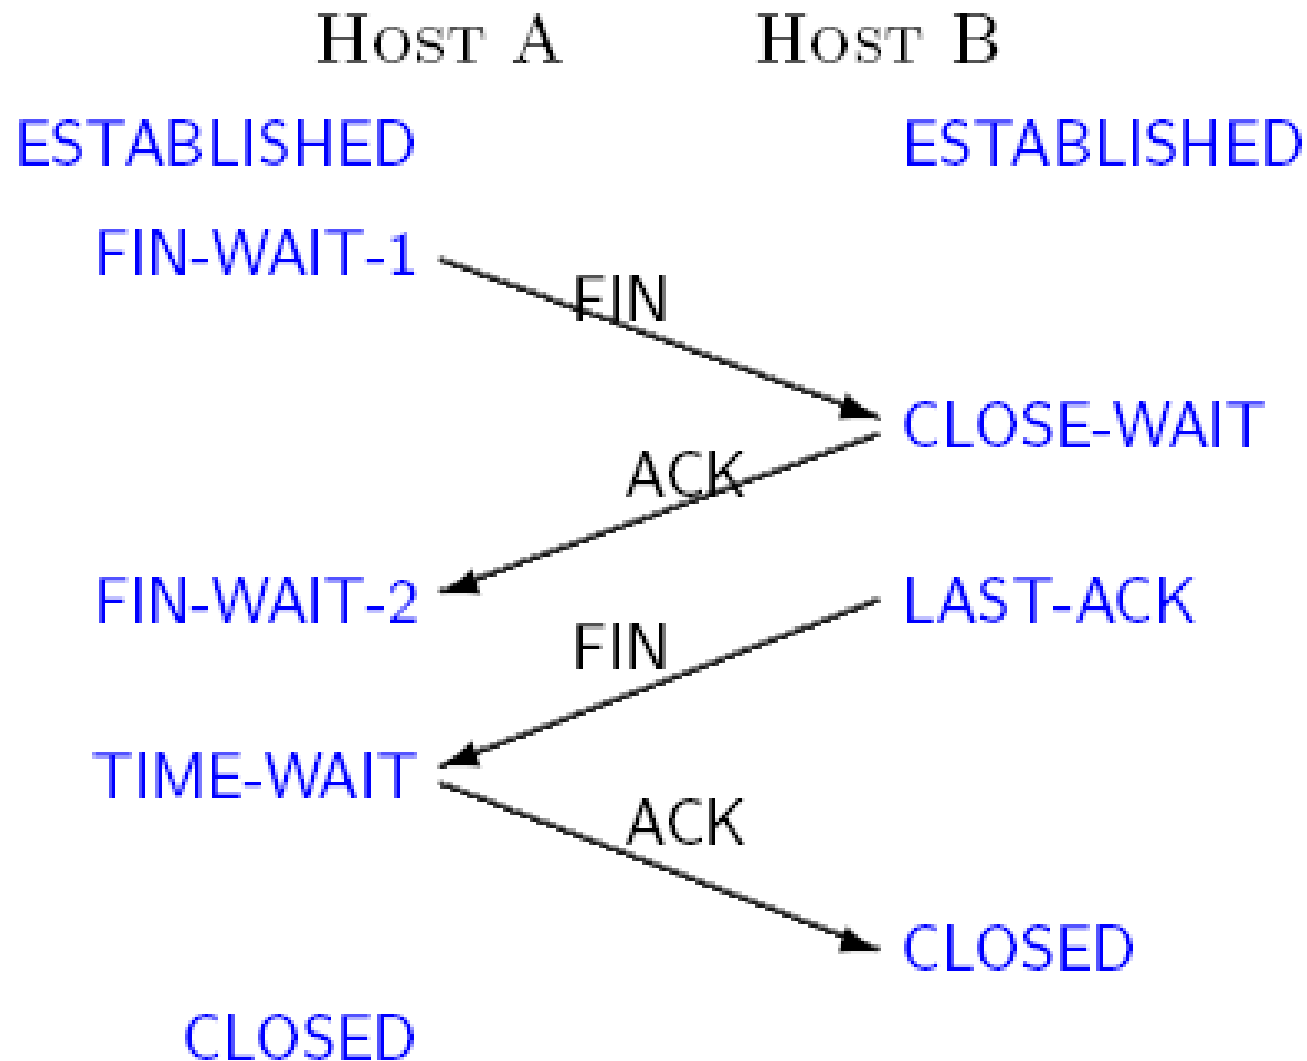 HOST A HOST B
ESTABLISHED ESTABLISHED
FIN-WAIT-1
FIN
CLOSE-WAIT
ACK
FIN-WAIT-2 LAST-ACK
FIN
TIME-WAIT
ACK
CLOSED
CLOSED